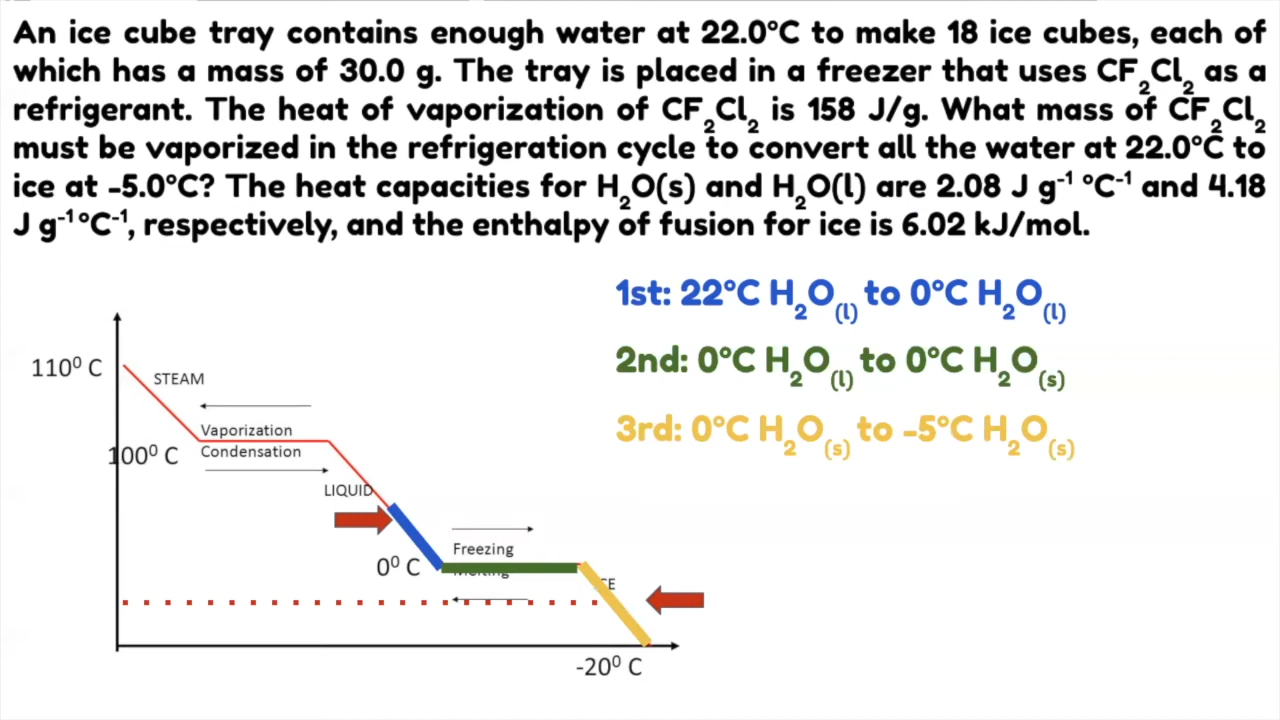 An ice cube tray contains enough water at 22.0°C to make 18 ice cubes, each of
which has a mass of 30.0 g. The tray is placed in a freezer that uses CF₂Cl₂ as a
refrigerant. The heat of vaporization of CF₂Cl₂ is 158 J/g. What mass of CF₂Cl₂
must be vaporized in the refrigeration cycle to convert all the water at 22.0°C to
ice at -5.0°C? The heat capacities for H₂O(s) and H₂O(l) are 2.08 J g⁻¹ °C⁻¹ and 4.18
J g⁻¹°C⁻¹, respectively, and the enthalpy of fusion for ice is 6.02 kJ/mol.
1st: 22°C H₂O(l) to 0°C H₂O(l)
2nd: 0°C H₂O(l) to 0°C H₂O(s)
3rd: 0°C H₂O(s) to -5°C H₂O(s)
110⁰ C
STEAM
Vaporization
Condensation
100⁰ C
LIQUID
Freezing
Melting
0⁰ C
-20⁰ C